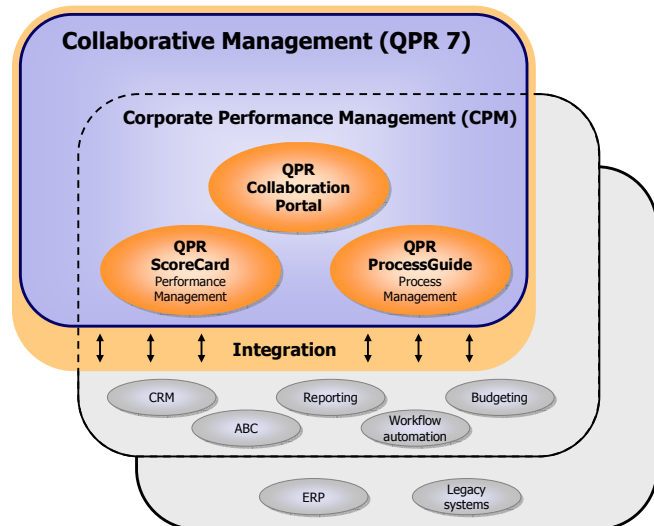 Collaborative Management (QPR 7)
Corporate Performance Management (CPM)
QPR
Collaboration
Portal
QPR
ScoreCard
Performance
Management
QPR
ProcessGuide
Process
Management
Integration
CRM
Reporting
Budgeting
ABC
Workflow
automation
ERP
Legacy
systems